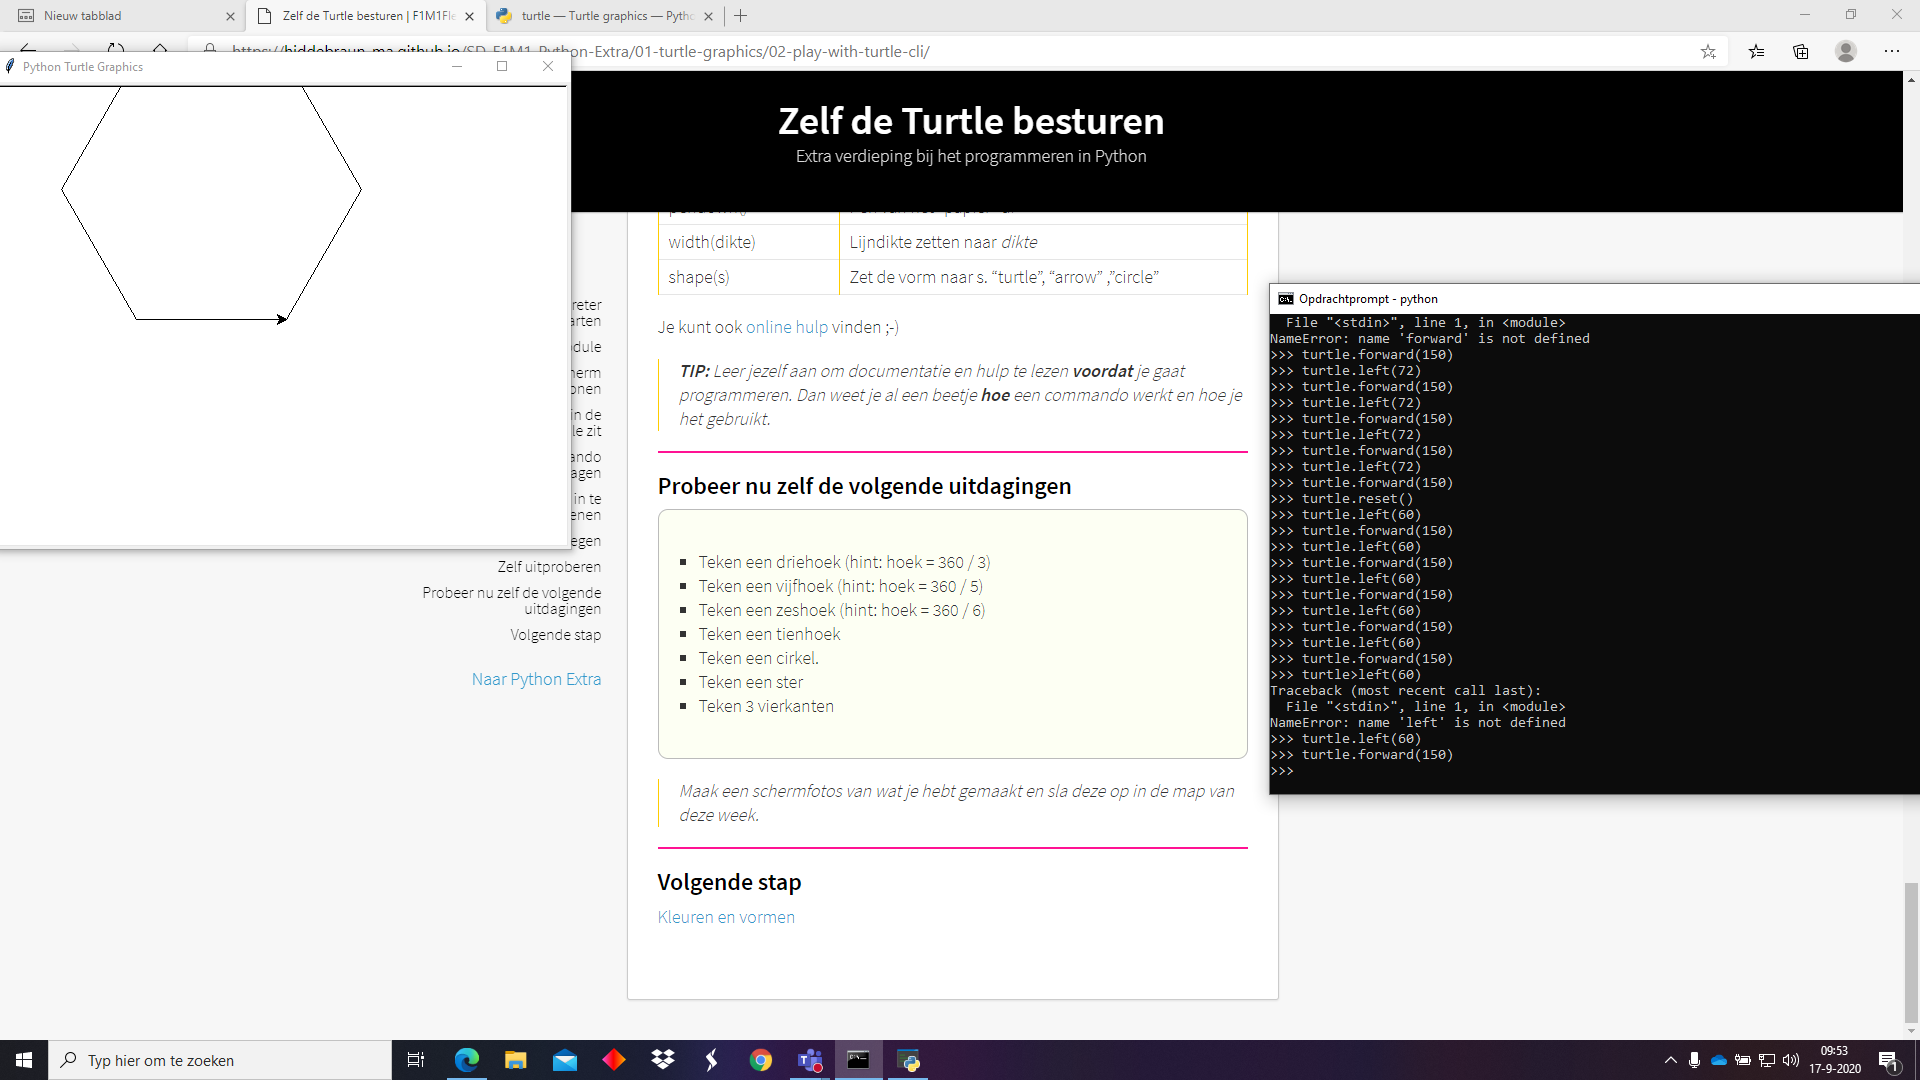 Nieuw tabblad
Zelf de Turtle besturen | F1M1Fle
turtle — Turtle graphics — Pytho
https://hiddebraun-ma.github.io/SD-F1M1-Python-Extra/01-turtle-graphics/02-play-with-turtle-cli/
Python Turtle Graphics
Zelf de Turtle besturen
Extra verdieping bij het programmeren in Python
width(dikte)
Lijndikte zetten naar dikte
shape(s)
Zet de vorm naar s. “turtle”, “arrow” ,”circle”
Je kunt ook online hulp vinden ;-)
TIP: Leer jezelf aan om documentatie en hulp te lezen voordat je gaat
programmeren. Dan weet je al een beetje hoe een commando werkt en hoe je
het gebruikt.
Probeer nu zelf de volgende uitdagingen
Teken een driehoek (hint: hoek = 360 / 3)
Teken een vijfhoek (hint: hoek = 360 / 5)
Teken een zeshoek (hint: hoek = 360 / 6)
Teken een tienhoek
Teken een cirkel.
Teken een ster
Teken 3 vierkanten
Maak een schermfotos van wat je hebt gemaakt en sla deze op in de map van
deze week.
Volgende stap
Kleuren en vormen
reter
arten
dule
herm
onen
in de
le zit
ando
agen
in te
enen
egen
Zelf uitproberen
Probeer nu zelf de volgende
uitdagingen
Volgende stap
Naar Python Extra
Opdrachtprompt - python
File "<stdin>", line 1, in <module>
NameError: name 'forward' is not defined
>>> turtle.forward(150)
>>> turtle.left(72)
>>> turtle.forward(150)
>>> turtle.left(72)
>>> turtle.forward(150)
>>> turtle.left(72)
>>> turtle.forward(150)
>>> turtle.left(72)
>>> turtle.forward(150)
>>> turtle.reset()
>>> turtle.left(60)
>>> turtle.forward(150)
>>> turtle.left(60)
>>> turtle.forward(150)
>>> turtle.left(60)
>>> turtle.forward(150)
>>> turtle.left(60)
>>> turtle.forward(150)
>>> turtle.left(60)
>>> turtle.forward(150)
>>> turtle>left(60)
Traceback (most recent call last):
File "<stdin>", line 1, in <module>
NameError: name 'left' is not defined
>>> turtle.left(60)
>>> turtle.forward(150)
>>>
Typ hier om te zoeken
09:53
17-9-2020
1